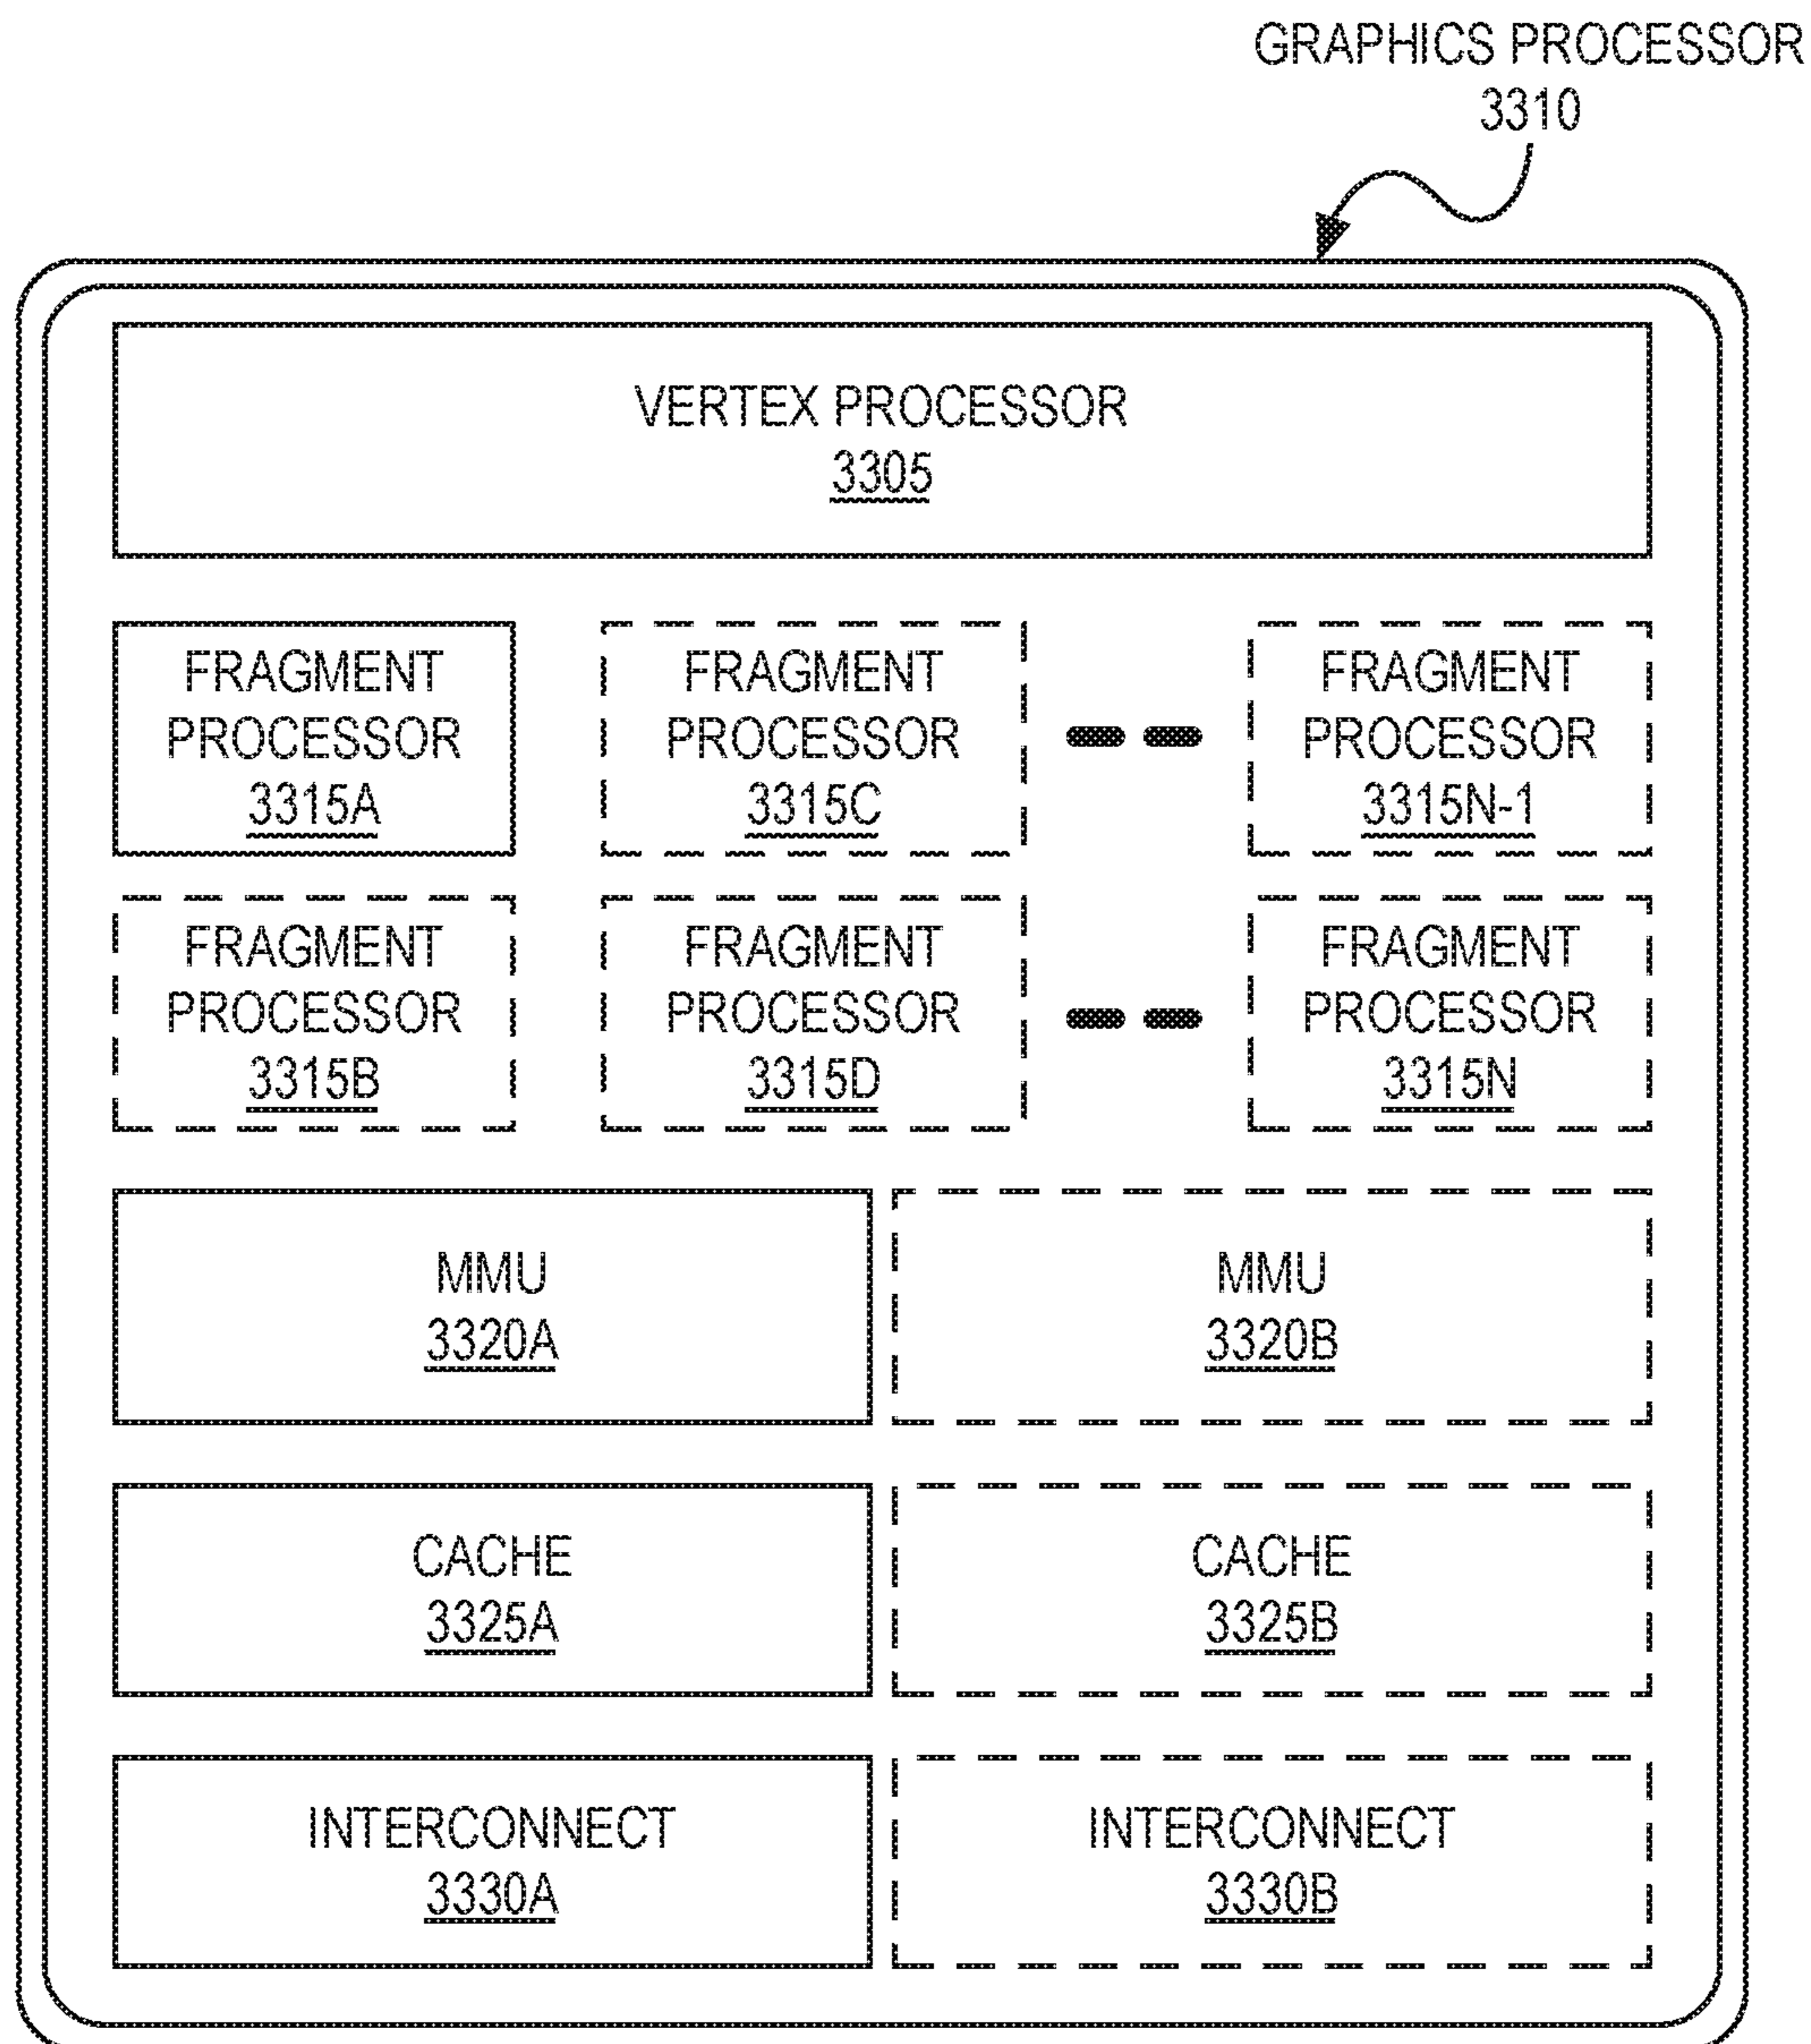 GRAPHICS PROCESSOR
3310
VERTEX PROCESSOR
3305
FRAGMENT
PROCESSOR
3315A
FRAGMENT
PROCESSOR
3315C
FRAGMENT
PROCESSOR
3315N-1
FRAGMENT
PROCESSOR
3315B
FRAGMENT
PROCESSOR
3315D
FRAGMENT
PROCESSOR
3315N
MMU
3320A
MMU
3320B
CACHE
3325A
CACHE
3325B
INTERCONNECT
3330A
INTERCONNECT
3330B